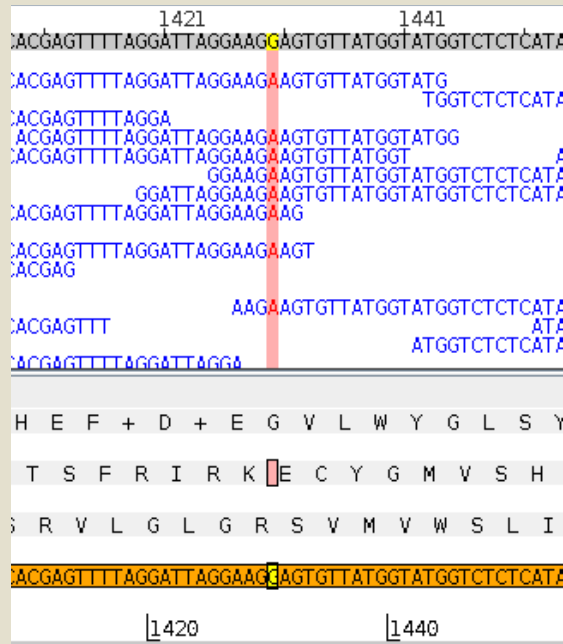 1421 1441
CACGAGTTTTAGGATTAGGAAGGAGTGTTATGGTATGGTCTCTCATA
CACGAGTTTTAGGATTAGGAAGAAGTGTTATGGTATG
TGGTCTCTCATA
CACGAGTTTTAGGA
ACGAGTTTTAGGATTAGGAAGAAGTGTTATGGTATGG
CACGAGTTTTAGGATTAGGAAGAAGTGTTATGGT A
GGAAGAAGTGTTATGGTATGGTCTCTCATA
GGATTAGGAAGAAGTGTTATGGTATGGTCTCTCATA
CACGAGTTTTAGGATTAGGAAGAAG
CACGAGTTTTAGGATTAGGAAGAAGT
CACGAG
AAGAAGTGTTATGGTATGGTCTCTCATA
CACGAGTTT ATA
ATGGTCTCTCATA
CACGAGTTTTAGGATTAGGA
H E F + D + E G V L W Y G L S Y
T S F R I R K E C Y G M V S H
S R V L G L G R S V M V W S L I
CACGAGTTTTAGGATTAGGAAGGAGTGTTATGGTATGGTCTCTCATA
1420 1440